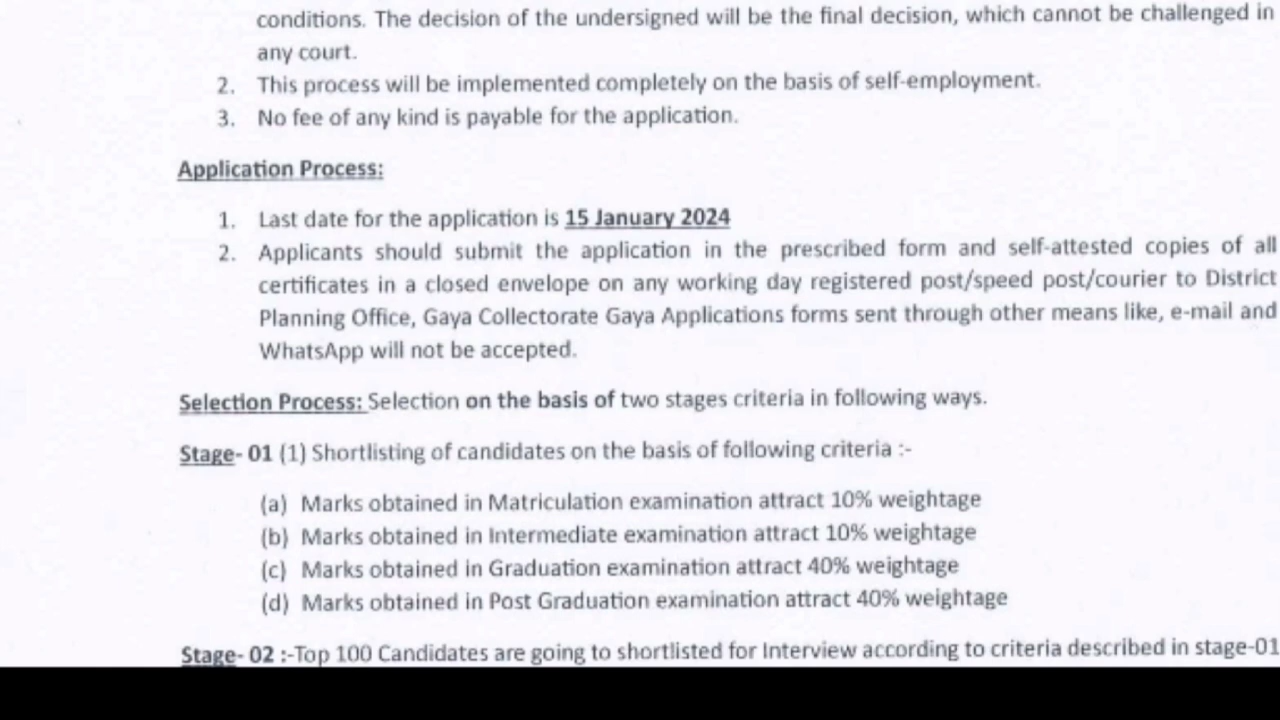 conditions. The decision of the undersigned will be the final decision, which cannot be challenged in
any court.
2. This process will be implemented completely on the basis of self-employment.
3. No fee of any kind is payable for the application.
Application Process:
1. Last date for the application is 15 January 2024
2. Applicants should submit the application in the prescribed form and self-attested copies of all
certificates in a closed envelope on any working day registered post/speed post/courier to District
Planning Office, Gaya Collectorate Gaya Applications forms sent through other means like, e-mail and
WhatsApp will not be accepted.
Selection Process: Selection on the basis of two stages criteria in following ways.
Stage- 01 (1) Shortlisting of candidates on the basis of following criteria :-
(a) Marks obtained in Matriculation examination attract 10% weightage
(b) Marks obtained in Intermediate examination attract 10% weightage
(c) Marks obtained in Graduation examination attract 40% weightage
(d) Marks obtained in Post Graduation examination attract 40% weightage
Stage- 02 :-Top 100 Candidates are going to shortlisted for Interview according to criteria described in stage-01